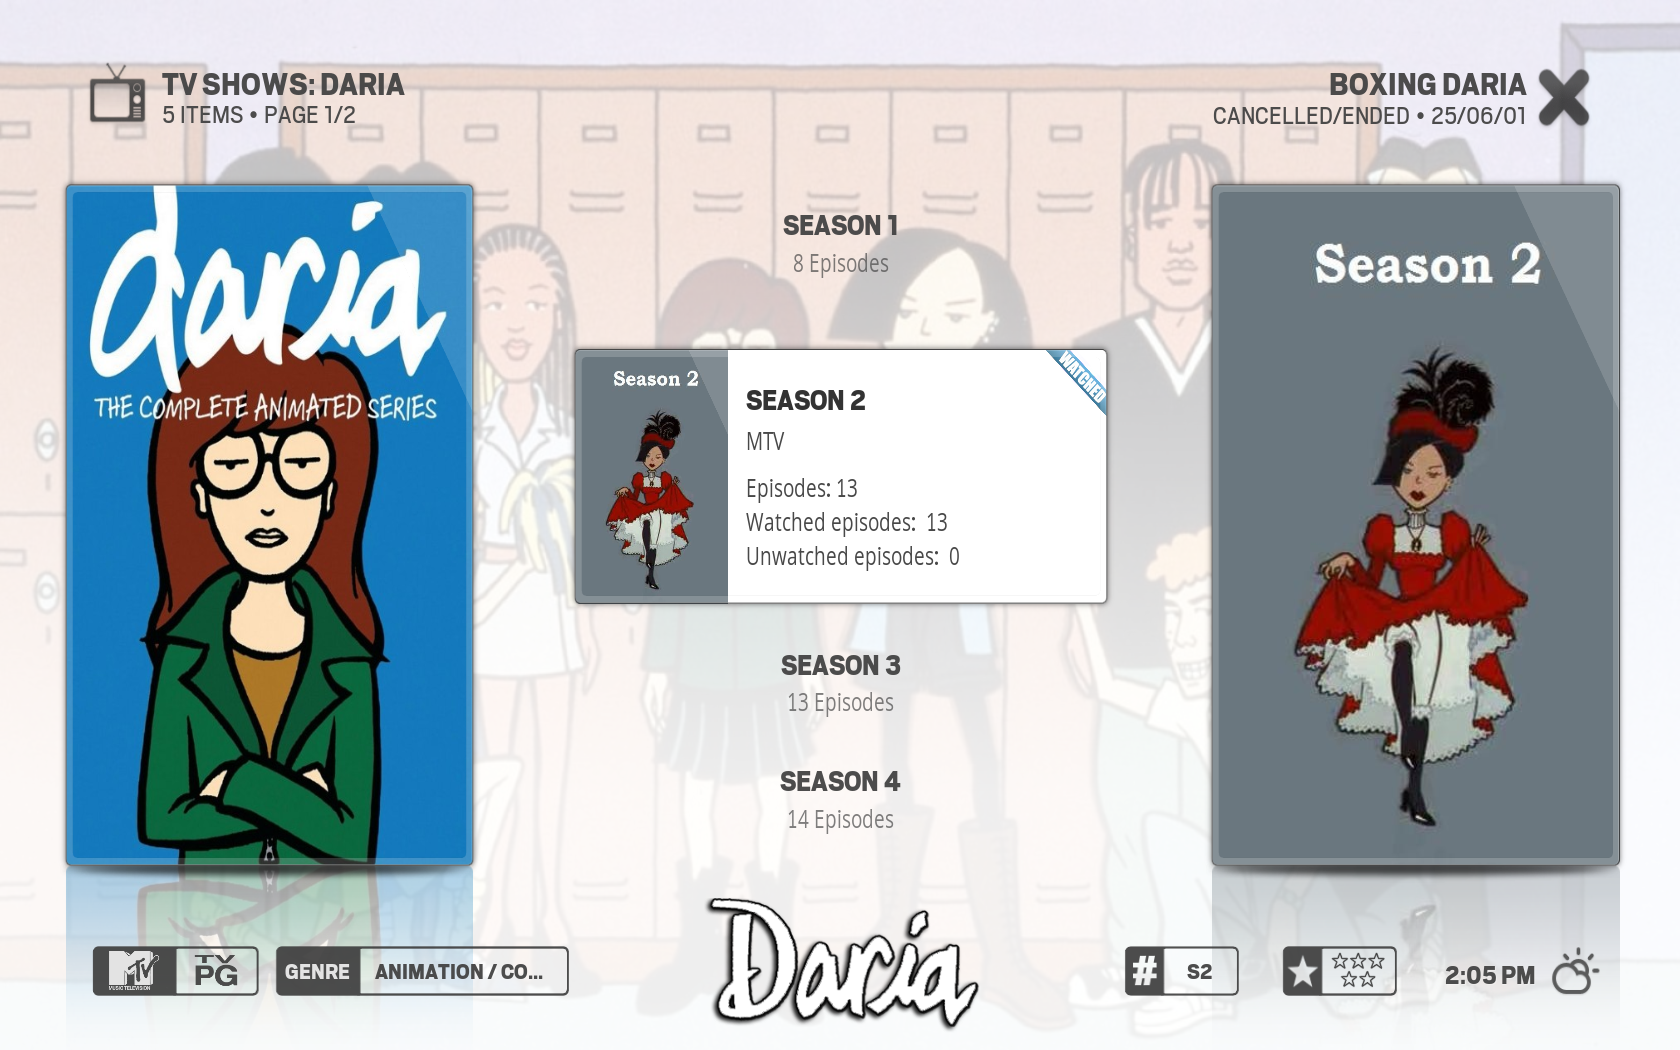 TV SHOWS: DARIA
5 ITEMS • PAGE 1/2
BOXING DARIA
CANCELLED/ENDED • 25/06/01
daria
THE COMPLETE ANIMATED SERIES
SEASON 1
8 Episodes
Season 2
WATCHED
SEASON 2
MTV
Episodes: 13
Watched episodes: 13
Unwatched episodes: 0
SEASON 3
13 Episodes
SEASON 4
14 Episodes
Season 2
MTV
MUSIC TELEVISION
TV
PG
GENRE
ANIMATION / CO...
Daria
# S2
2:05 PM